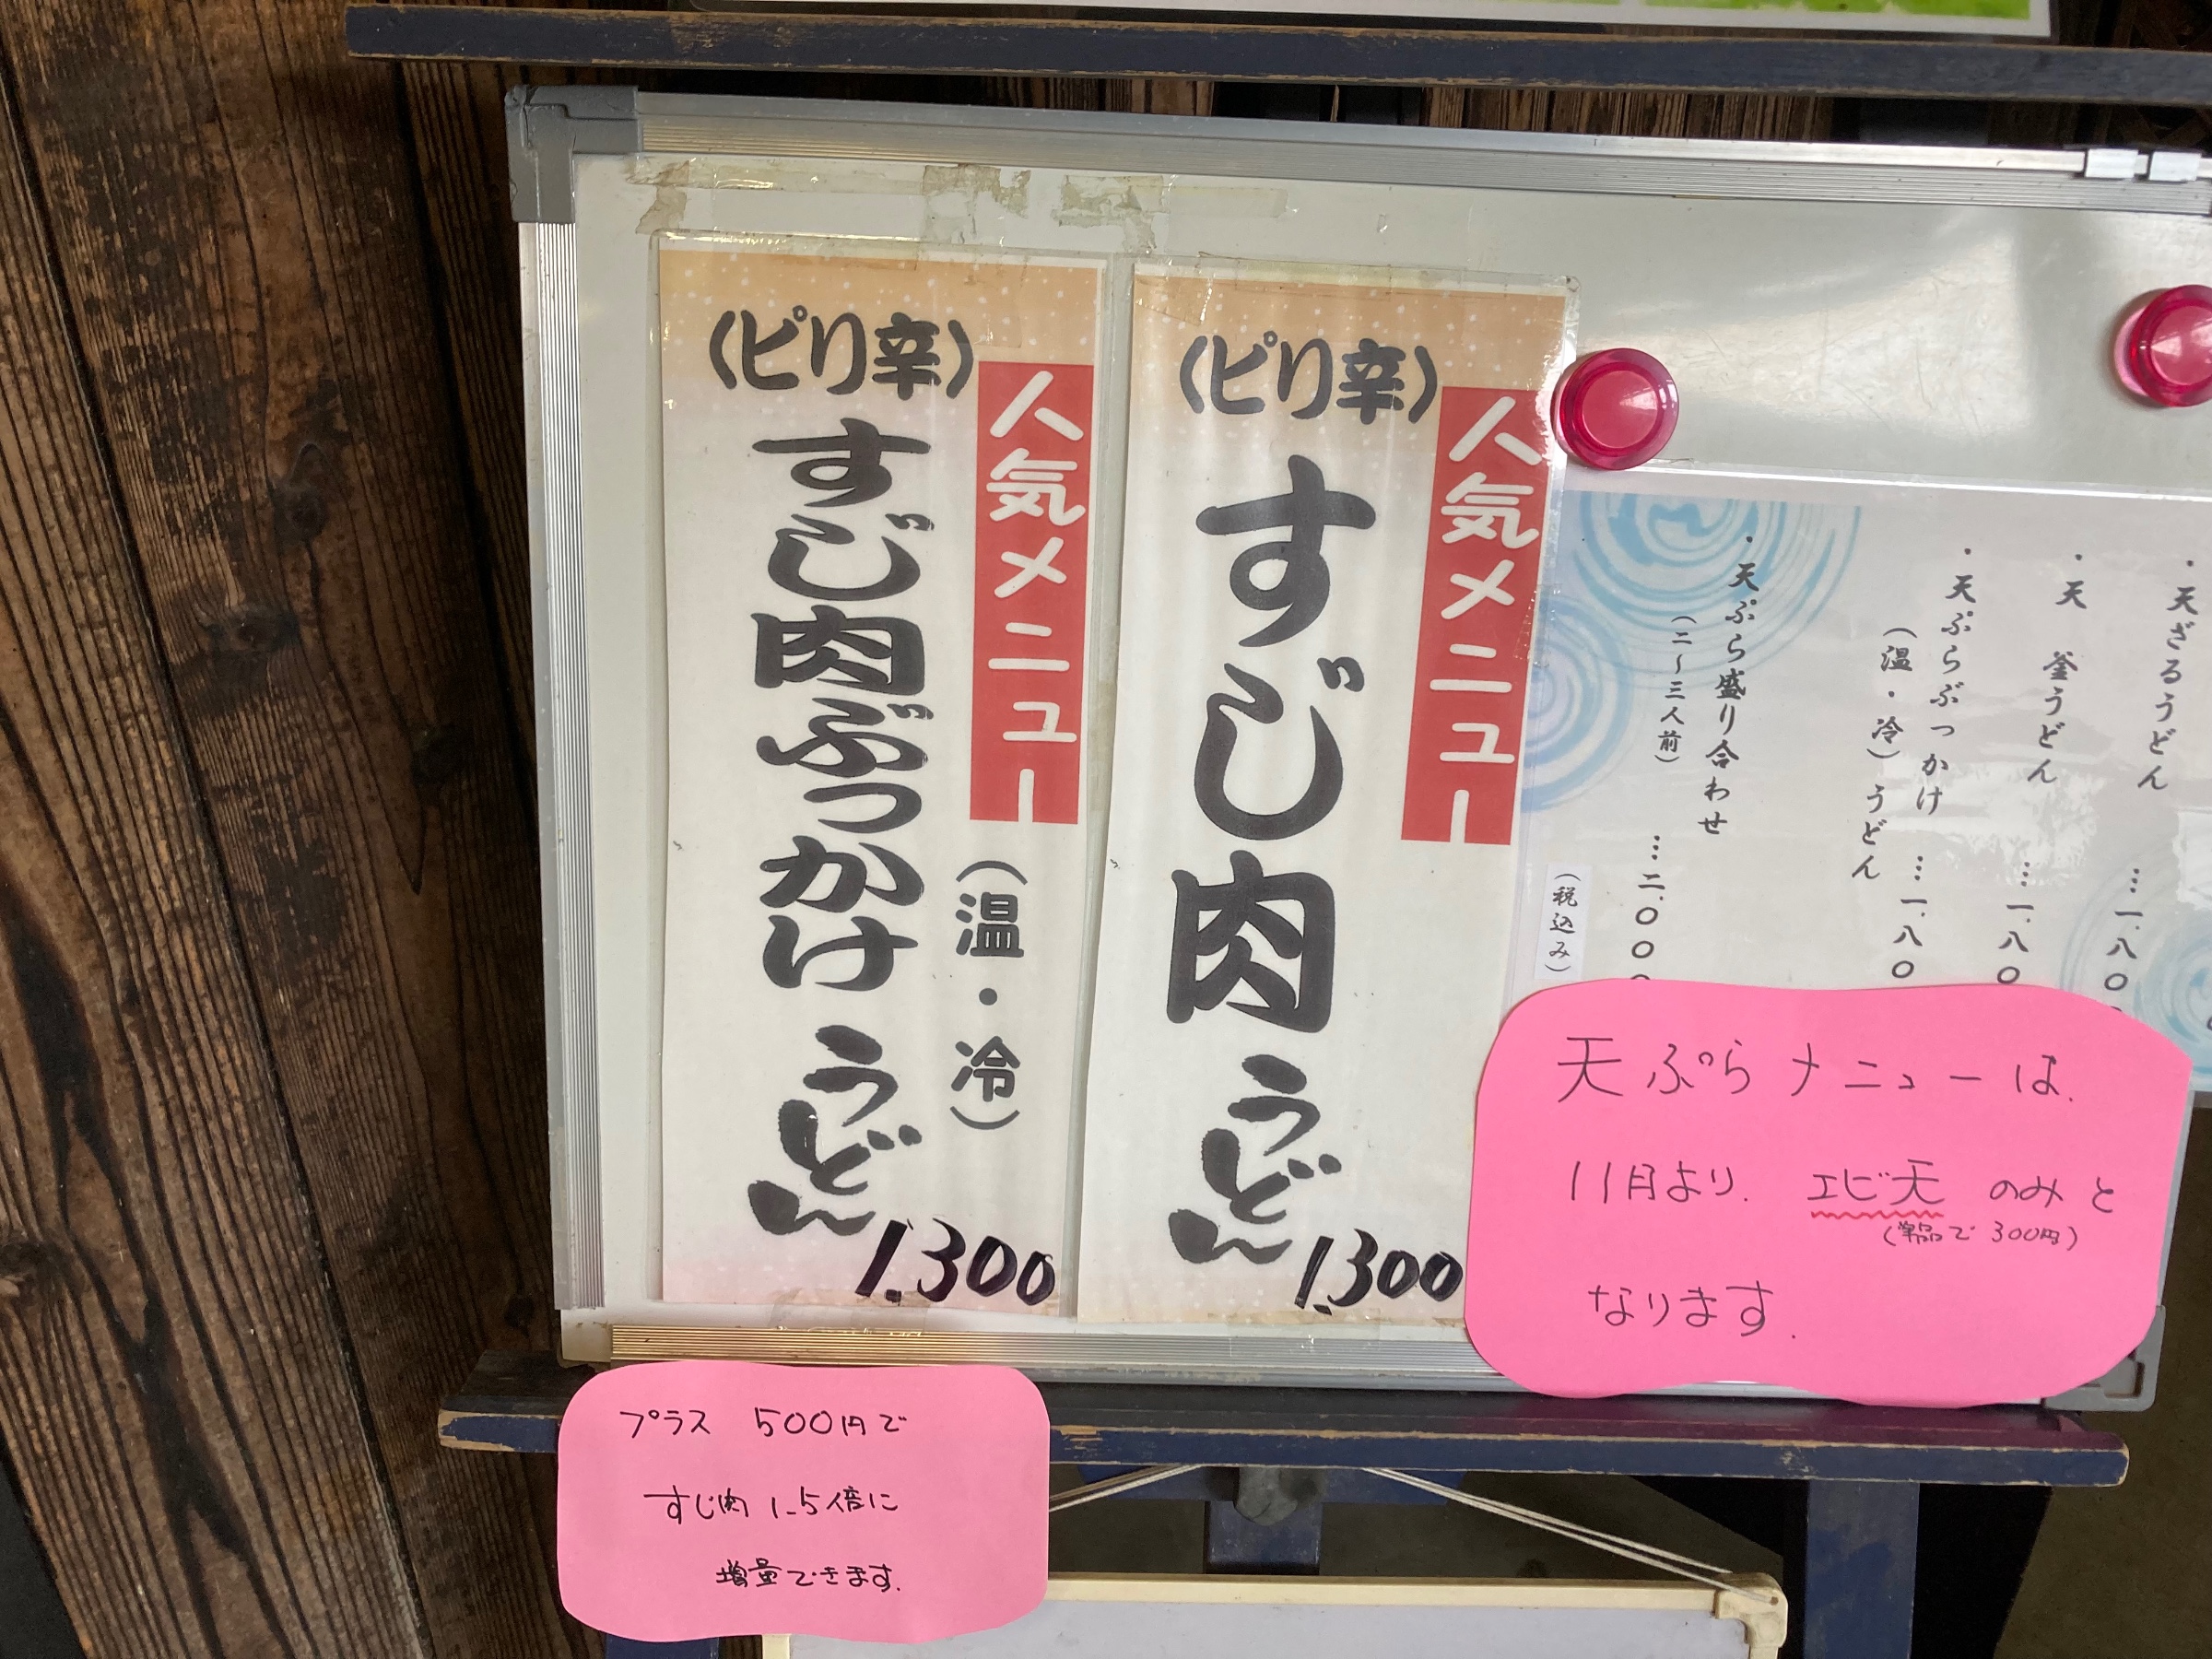 人気メニュー
(ピリ辛)
すじ肉ぶっかけ うどん
(温・冷)
1.300
人気メニュー
(ピリ辛)
すじ肉 うどん
1.300
・天ざるうどん …一.八〇
・天 釜うどん …一.八〇
・天ぷらぶっかけ …一.八〇
(温・冷)うどん
・天ぷら盛り合わせ …二.〇〇
(二〜三人前)
(税込み)
天ぷらメニューは、
11月より、エビ天 のみと
(単品で 300円)
なります.
プラス 500円で
すじ肉 1.5倍に
増量できます.